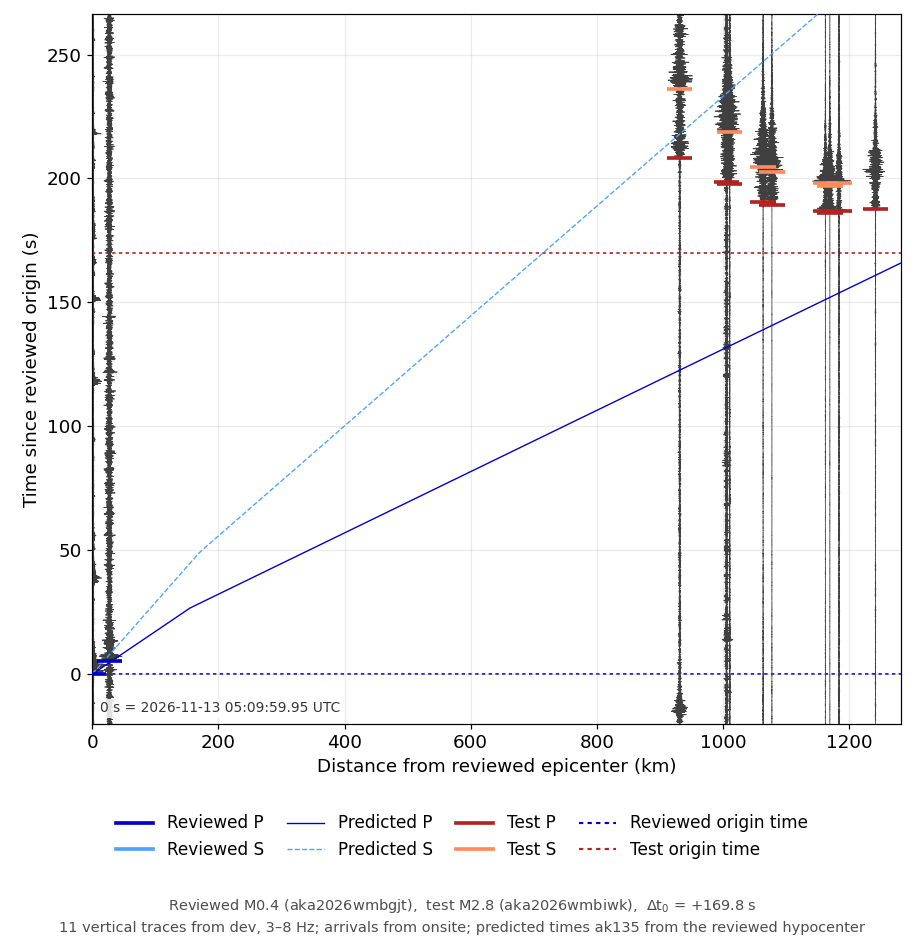 250
200
150
100
50
0
Time since reviewed origin (s)
0 s = 2026-11-13 05:09:59.95 UTC
0 200 400 600 800 1000 1200
Distance from reviewed epicenter (km)
Reviewed P Predicted P Test P Reviewed origin time
Reviewed S Predicted S Test S Test origin time
Reviewed M0.4 (aka2026wmbgjt), test M2.8 (aka2026wmbiwk), Δt₀ = +169.8 s
11 vertical traces from dev, 3–8 Hz; arrivals from onsite; predicted times ak135 from the reviewed hypocenter